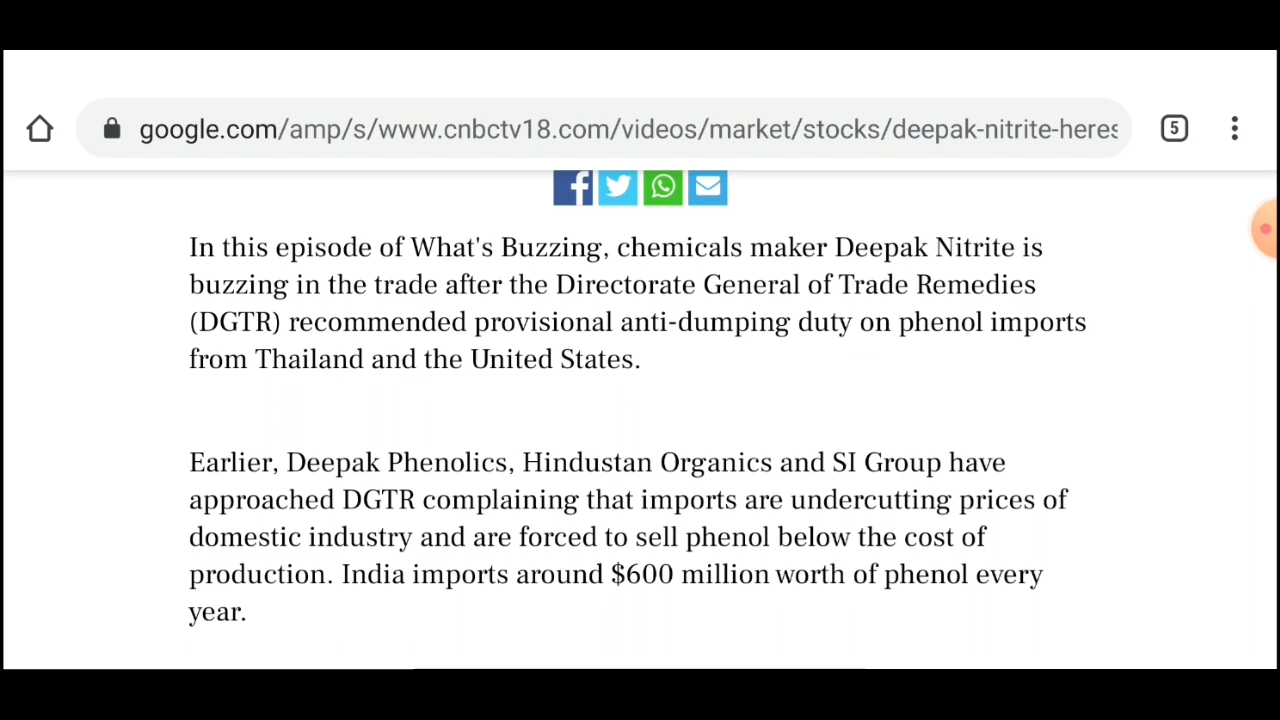 google.com/amp/s/www.cnbctv18.com/videos/market/stocks/deepak-nitrite-heres
5
In this episode of What's Buzzing, chemicals maker Deepak Nitrite is
buzzing in the trade after the Directorate General of Trade Remedies
(DGTR) recommended provisional anti-dumping duty on phenol imports
from Thailand and the United States.
Earlier, Deepak Phenolics, Hindustan Organics and SI Group have
approached DGTR complaining that imports are undercutting prices of
domestic industry and are forced to sell phenol below the cost of
production. India imports around $600 million worth of phenol every
year.